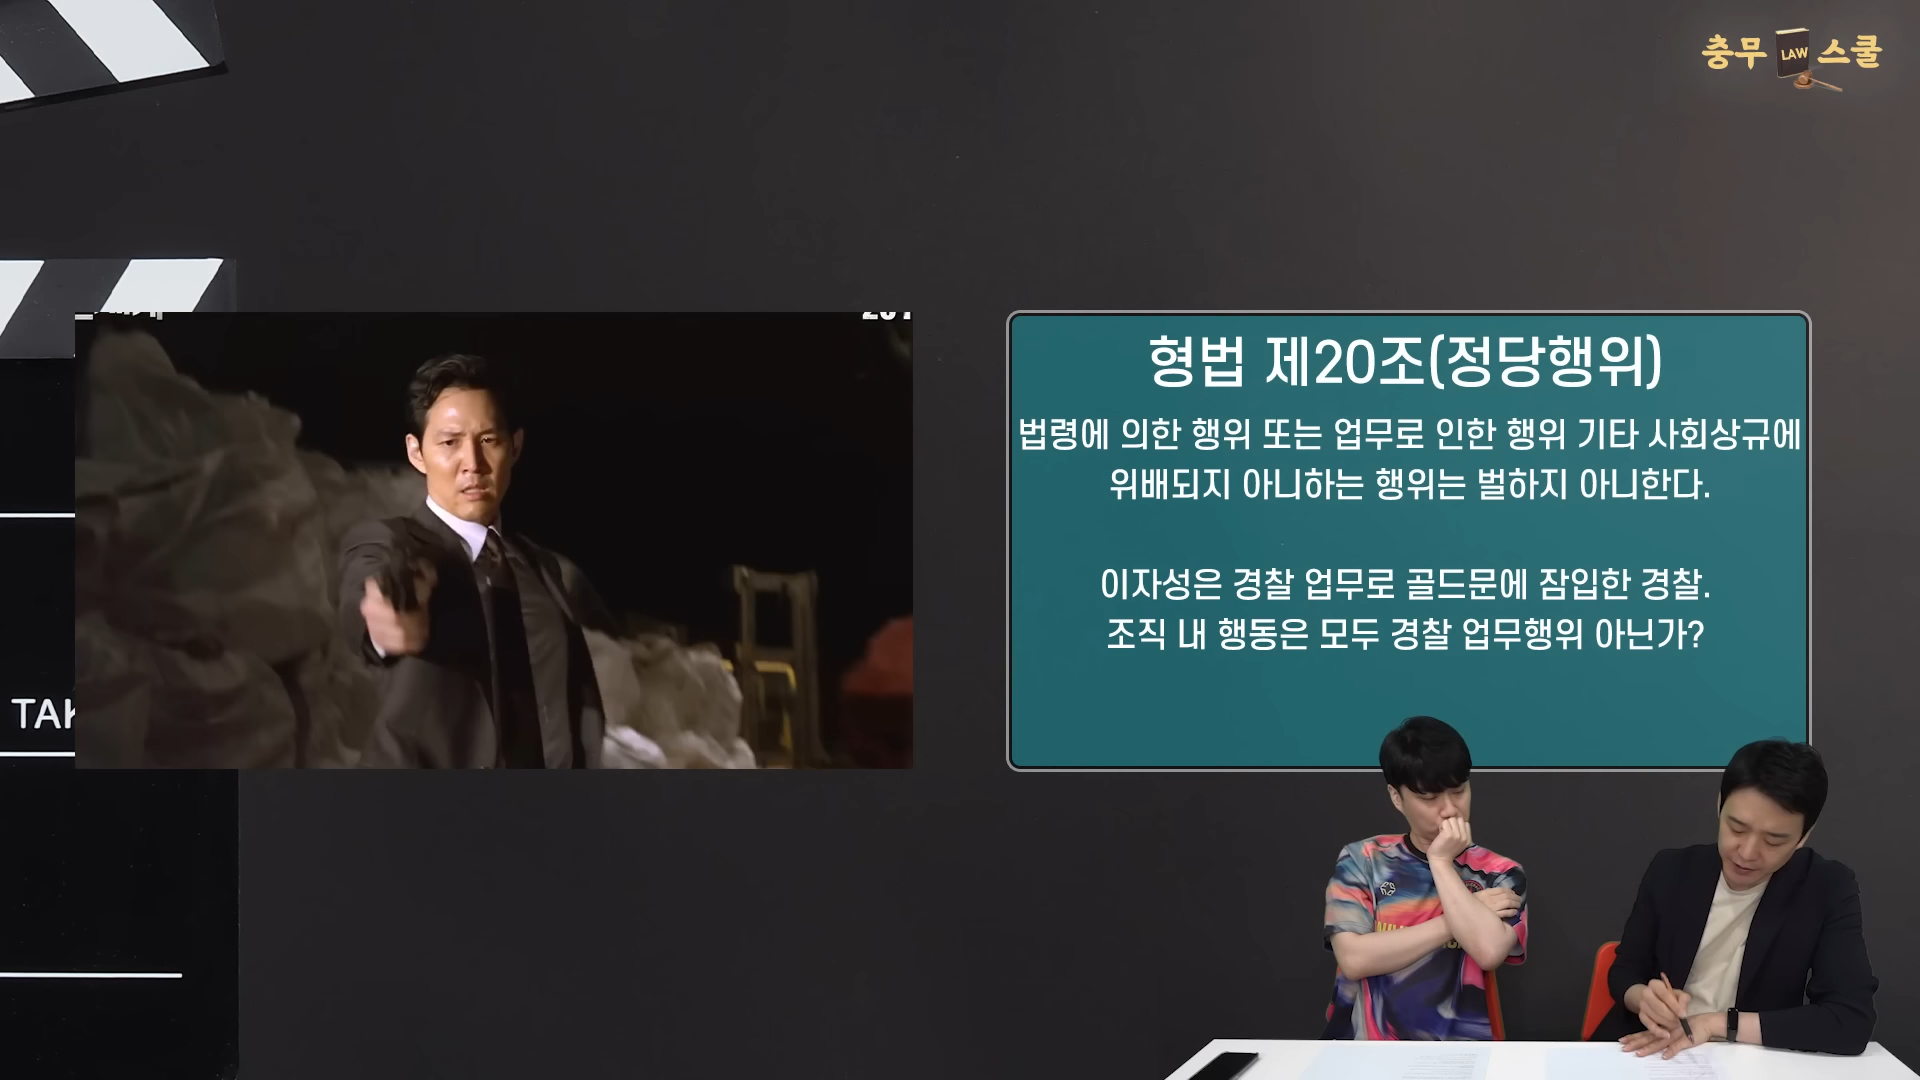 충무 LAW 스쿨
형법 제20조(정당행위)
법령에 의한 행위 또는 업무로 인한 행위 기타 사회상규에
위배되지 아니하는 행위는 벌하지 아니한다.
이자성은 경찰 업무로 골드문에 잠입한 경찰.
조직 내 행동은 모두 경찰 업무행위 아닌가?
TAK